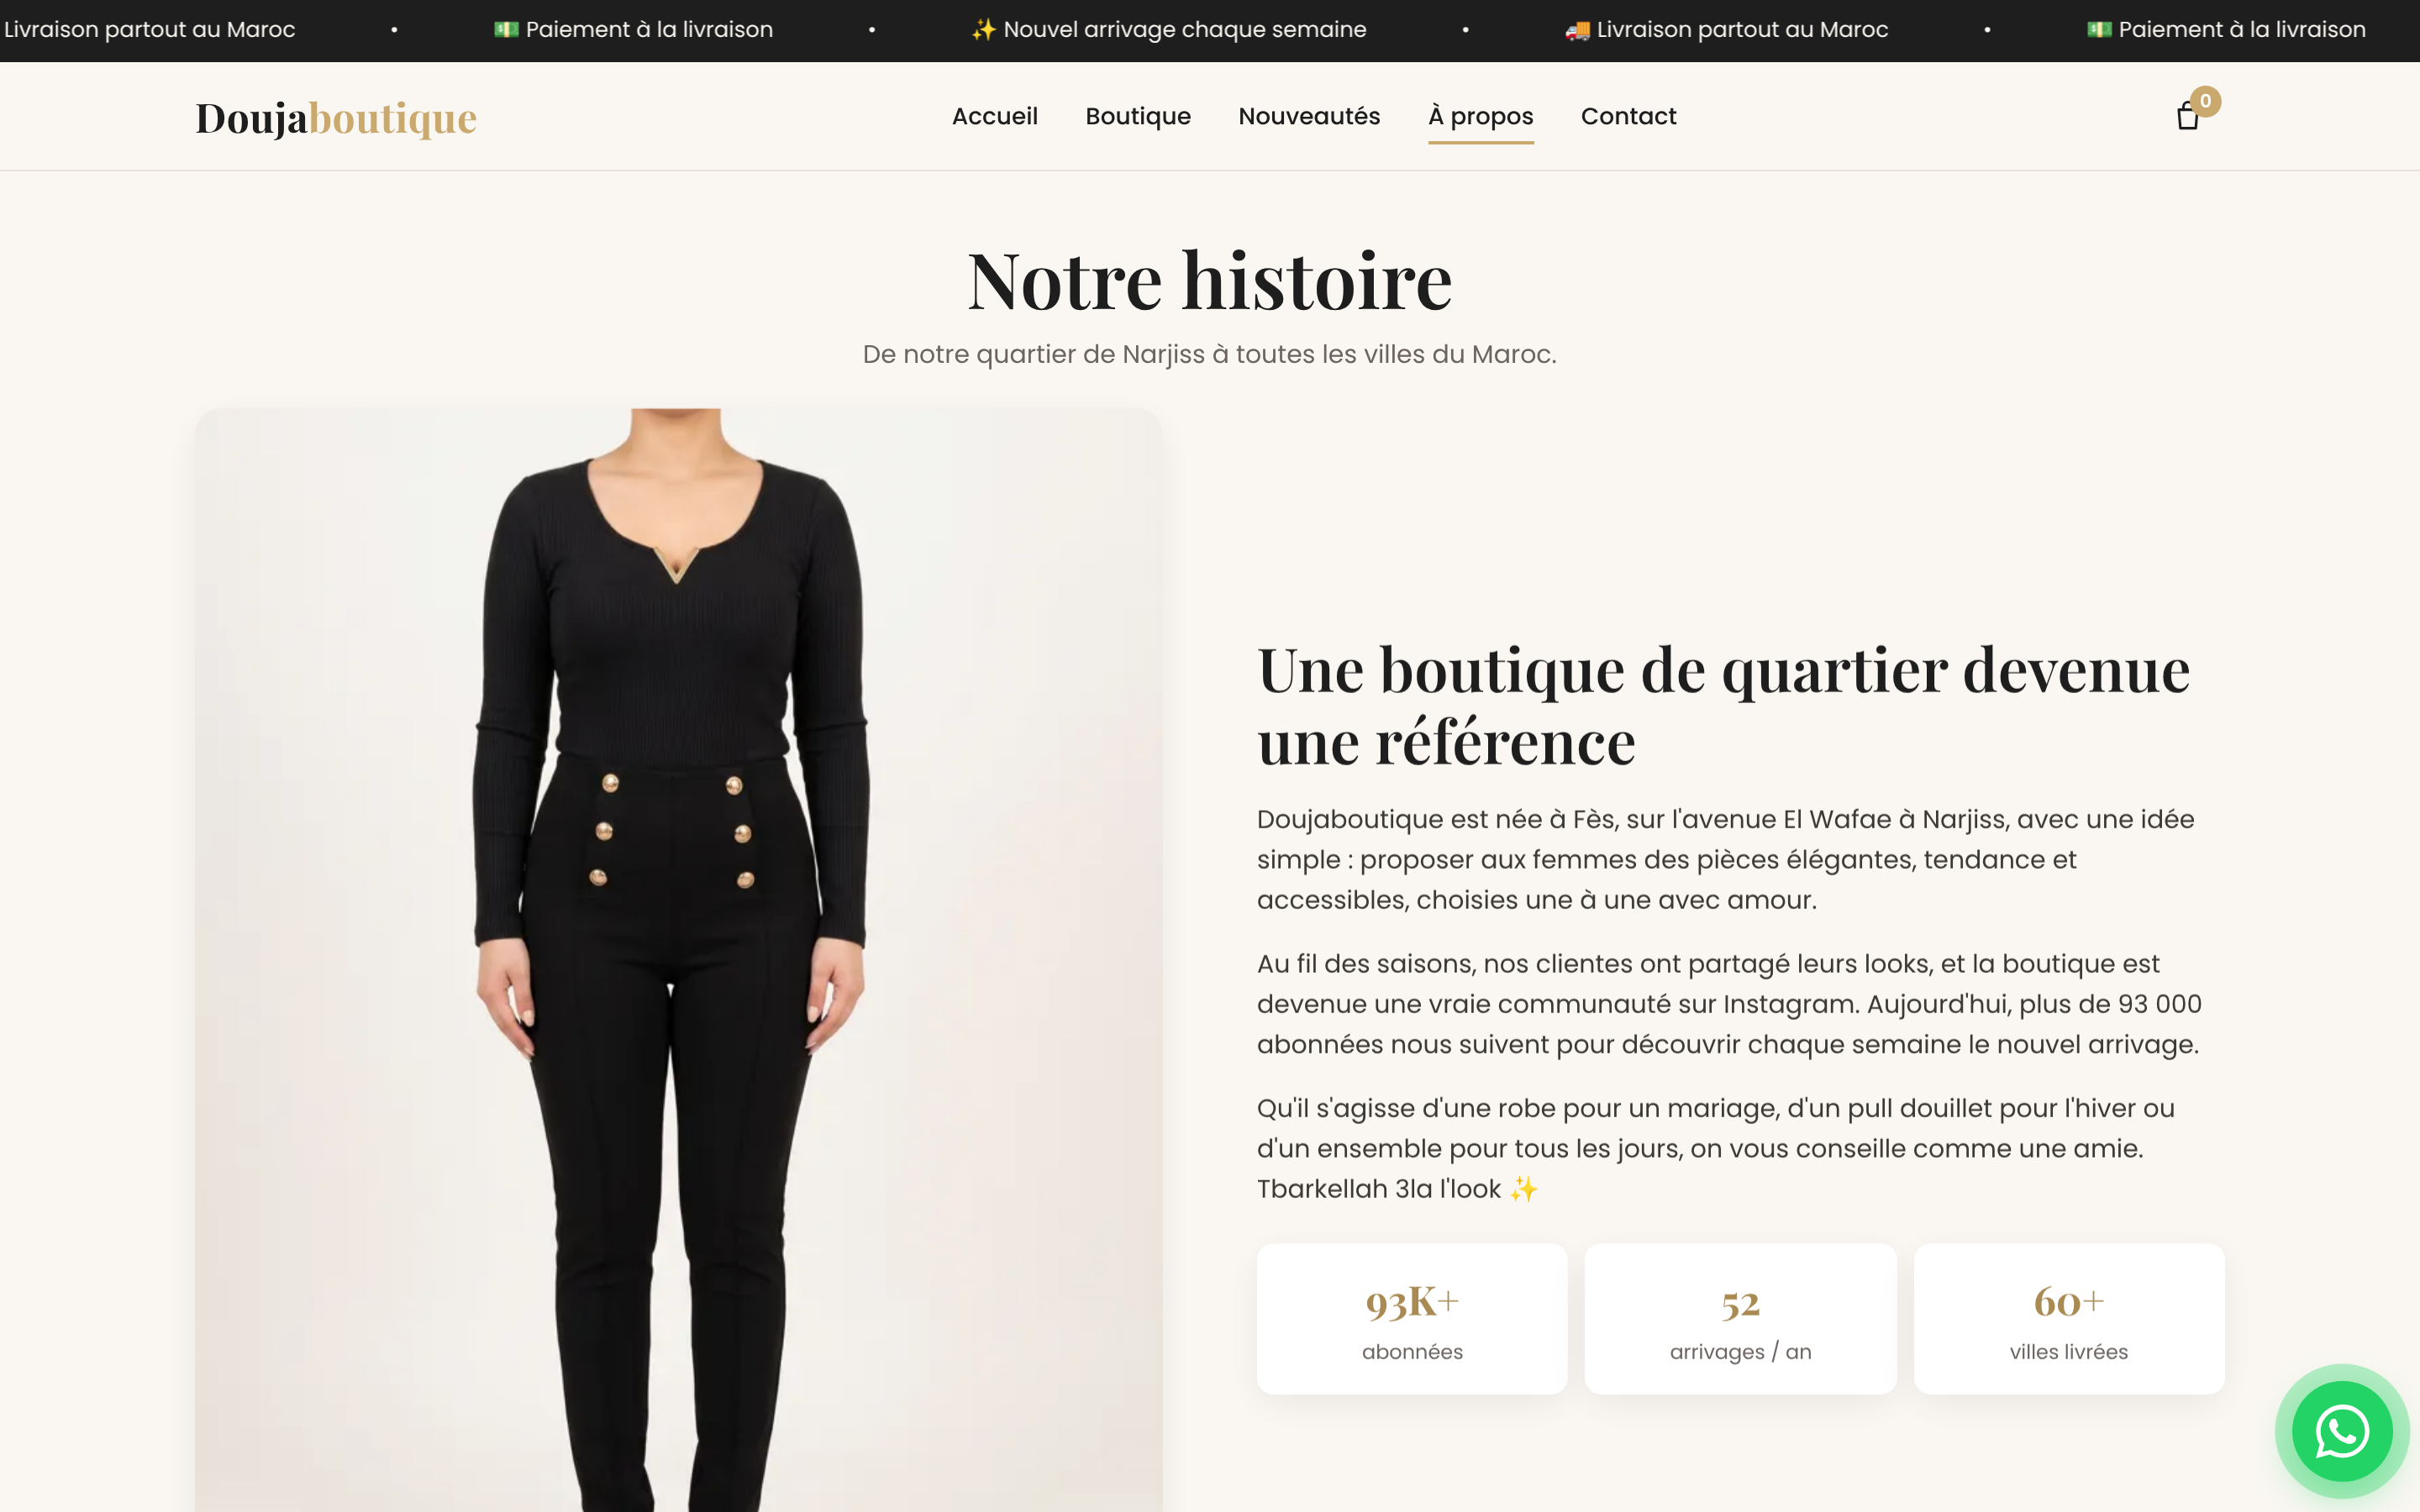 Livraison partout au Maroc • 💵 Paiement à la livraison • ✨ Nouvel arrivage chaque semaine • 🚚 Livraison partout au Maroc • 💵 Paiement à la livraison
Doujaboutique
Accueil Boutique Nouveautés À propos Contact
0
Notre histoire
De notre quartier de Narjiss à toutes les villes du Maroc.
Une boutique de quartier devenue
une référence
Doujaboutique est née à Fès, sur l'avenue El Wafae à Narjiss, avec une idée
simple : proposer aux femmes des pièces élégantes, tendance et
accessibles, choisies une à une avec amour.
Au fil des saisons, nos clientes ont partagé leurs looks, et la boutique est
devenue une vraie communauté sur Instagram. Aujourd'hui, plus de 93 000
abonnées nous suivent pour découvrir chaque semaine le nouvel arrivage.
Qu'il s'agisse d'une robe pour un mariage, d'un pull douillet pour l'hiver ou
d'un ensemble pour tous les jours, on vous conseille comme une amie.
Tbarkellah 3la l'look ✨
93K+
abonnées
52
arrivages / an
60+
villes livrées